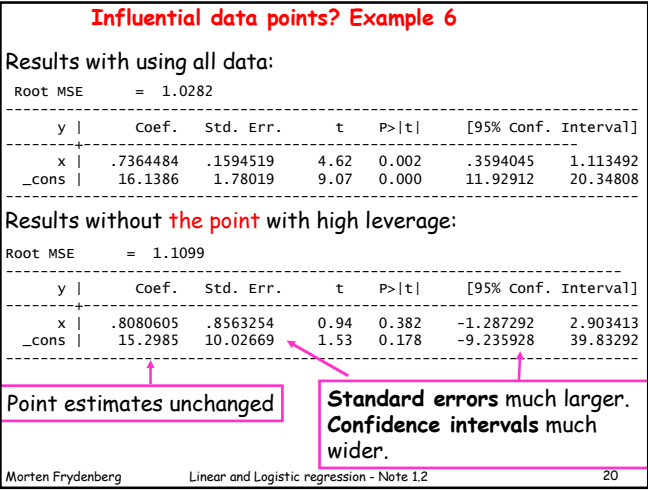 Influential data points? Example 6
Results with using all data:
Root MSE = 1.0282
---------------------------------------------------------------
y | Coef. Std. Err. t P>|t| [95% Conf. Interval]
--------+------------------------------------------------------
x | .7364484 .1594519 4.62 0.002 .3594045 1.113492
_cons | 16.1386 1.78019 9.07 0.000 11.92912 20.34808
---------------------------------------------------------------
Results without the point with high leverage:
Root MSE = 1.1099
---------------------------------------------------------------
y | Coef. Std. Err. t P>|t| [95% Conf. Interval]
--------+------------------------------------------------------
x | .8080605 .8563254 0.94 0.382 -1.287292 2.903413
_cons | 15.2985 10.02669 1.53 0.178 -9.235928 39.83292
---------------------------------------------------------------
Point estimates unchanged
Standard errors much larger.
Confidence intervals much
wider.
Morten Frydenberg Linear and Logistic regression - Note 1.2 20